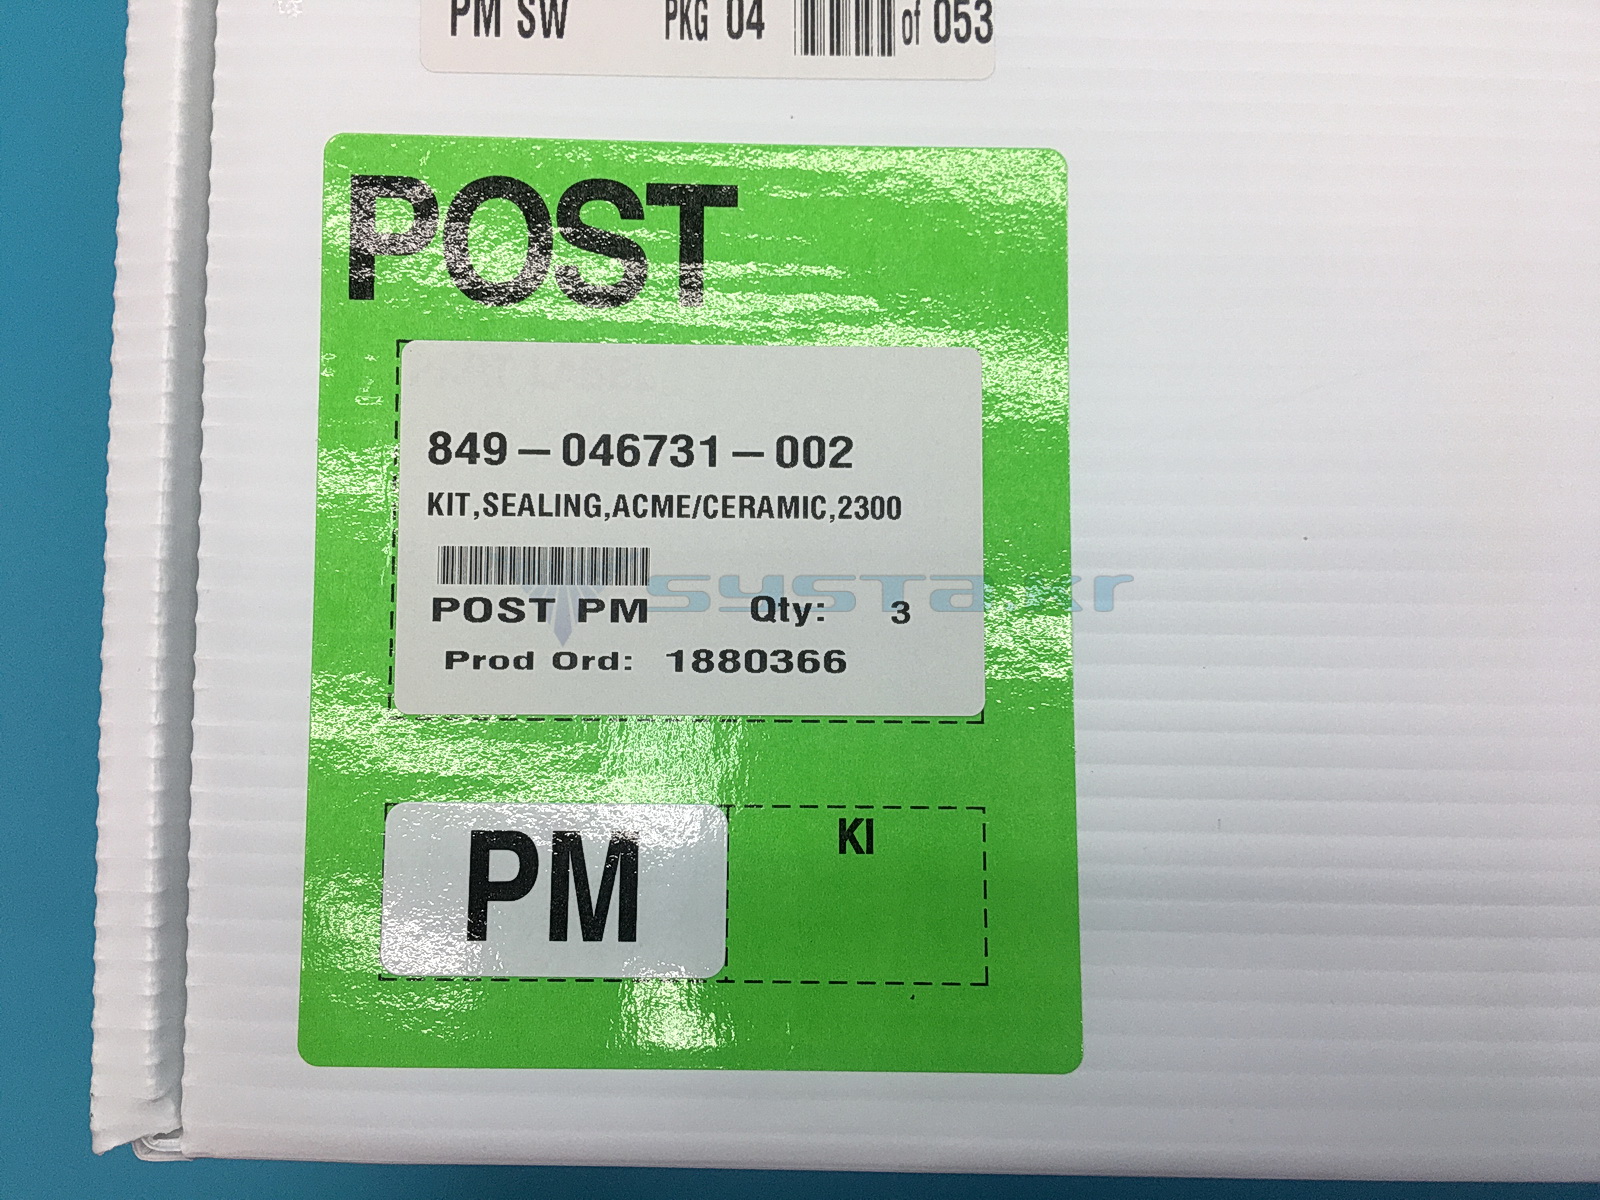 PM SW PKG 04 of 053
POST
849-046731-002
KIT,SEALING,ACME/CERAMIC,2300
systaxr
POST PM Qty: 3
Prod Ord: 1880366
PM KI